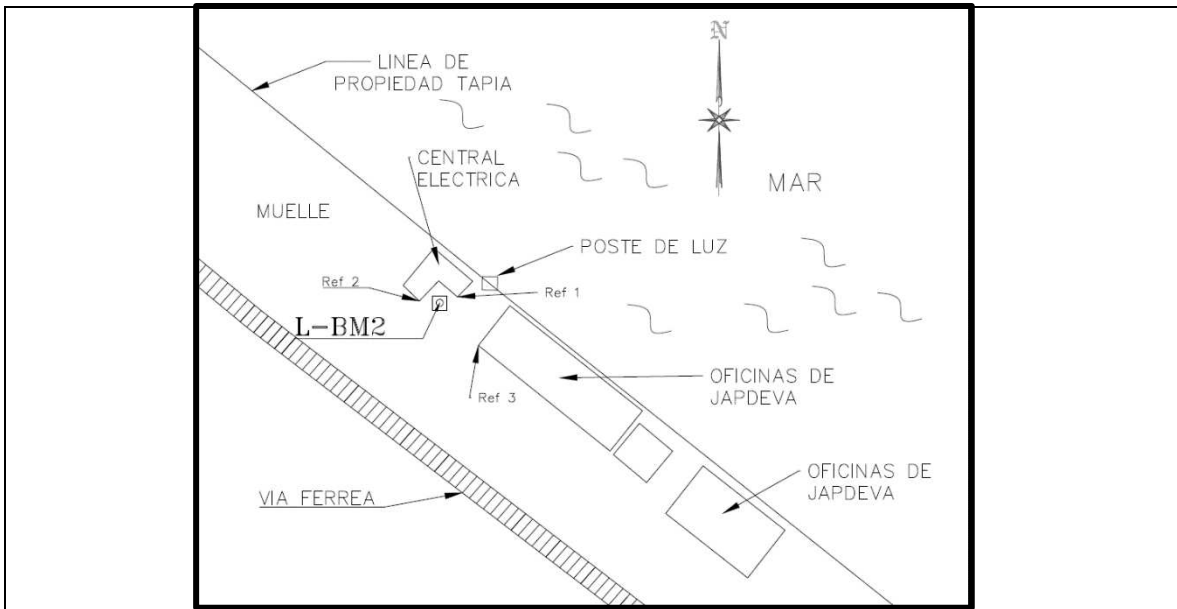 N
LINEA DE
PROPIEDAD TAPIA
CENTRAL
ELECTRICA
MAR
MUELLE
POSTE DE LUZ
Ref 2
Ref 1
L-BM2
OFICINAS DE
JAPDEVA
Ref 3
OFICINAS DE
JAPDEVA
VIA FERREA